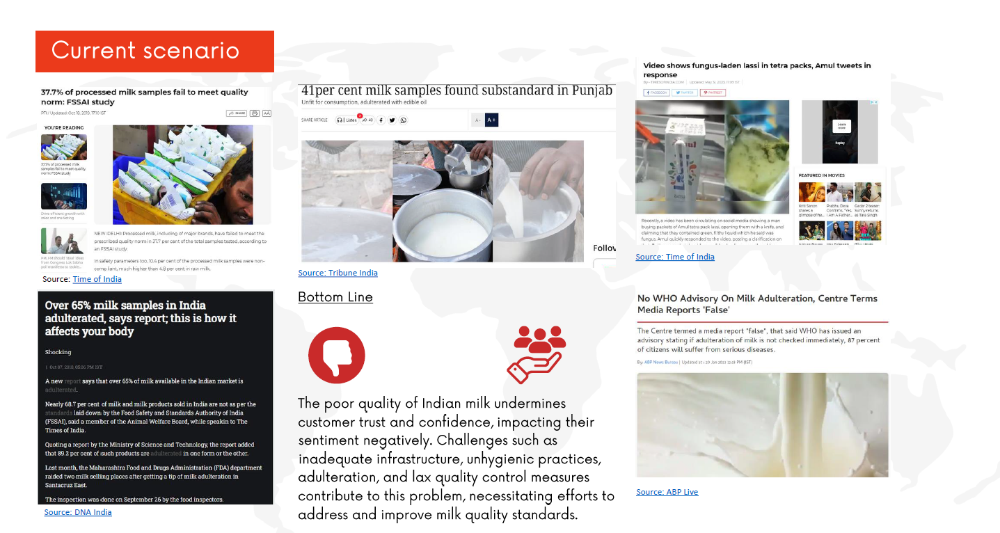 Current scenario
37.7% of processed milk samples fail to meet quality
norm: FSSAI study
PTI / Updated: Oct 18, 2019, 17:10 IST
SHARE
AA
YOU'RE READING
37.7% of processed milk
samples fail to meet quality
norm: FSSAI study
Drive efficient growth with
sales and marketing
PM, FM should 'steal' ideas
from Congress Lok Sabha
poll manifesto to tackle...
NEW DELHI: Processed milk, including of major brands, have failed to meet the
prescribed quality norm in 37.7 per cent of the total samples tested, according to
an FSSAI study.
In safety parameters too, 10.4 per cent of the processed milk samples were non-
compliant, much higher than 4.8 per cent in raw milk.
Source: Time of India
Over 65% milk samples in India
adulterated, says report; this is how it
affects your body
Shocking
| Oct 07, 2018, 05:06 PM IST
A new report says that over 65% of milk available in the Indian market is
adulterated.
Nearly 68.7 per cent of milk and milk products sold in India are not as per the
standards laid down by the Food Safety and Standards Authority of India
(FSSAI), said a member of the Animal Welfare Board, while speakin to The
Times of India.
Quoting a report by the Ministry of Science and Technology, the report added
that 89.2 per cent of such products are adulterated in one form or the other.
Last month, the Maharashtra Food and Drugs Administration (FDA) department
raided two milk selling places after getting a tip of milk adulteration in
Santacruz East.
The inspection was done on September 26 by the food inspectors.
Source: DNA India
41per cent milk samples found substandard in Punjab
Unfit for consumption, adulterated with edible oil
SHARE ARTICLE
Listen
40
A-
A+
Follow
Source: Tribune India
Bottom Line
The poor quality of Indian milk undermines
customer trust and confidence, impacting their
sentiment negatively. Challenges such as
inadequate infrastructure, unhygienic practices,
adulteration, and lax quality control measures
contribute to this problem, necessitating efforts to
address and improve milk quality standards.
Video shows fungus-laden lassi in tetra packs, Amul tweets in
response
By - TIMESOFINDIA.COM | Updated: May 9, 2023, 17:09 IST
FACEBOOK
TWITTER
PINTEREST
Learn
more
Replay
FEATURED IN MOVIES
Kriti Sanon
shares a
glimpse of he...
Prabhu Deva
Confirms, "Yes,
I Am A Father...
Gadar 2 teaser:
Sunny returns
as Tara Singh
Recently, a video has been circulating on social media showing a man
buying packets of Amul tetra pack lassi, opening them with a knife, and
claiming that they contained green, filthy liquid which he said was
fungus. Amul quickly responded to the video, posting a clarification on
Source: Time of India
No WHO Advisory On Milk Adulteration, Centre Terms
Media Reports 'False'
The Centre termed a media report "false", that said WHO has issued an
advisory stating if adulteration of milk is not checked immediately, 87 percent
of citizens will suffer from serious diseases.
By: ABP News Bureau | Updated at : 20 Jan 2023 12:18 PM (IST)
Source: ABP Live